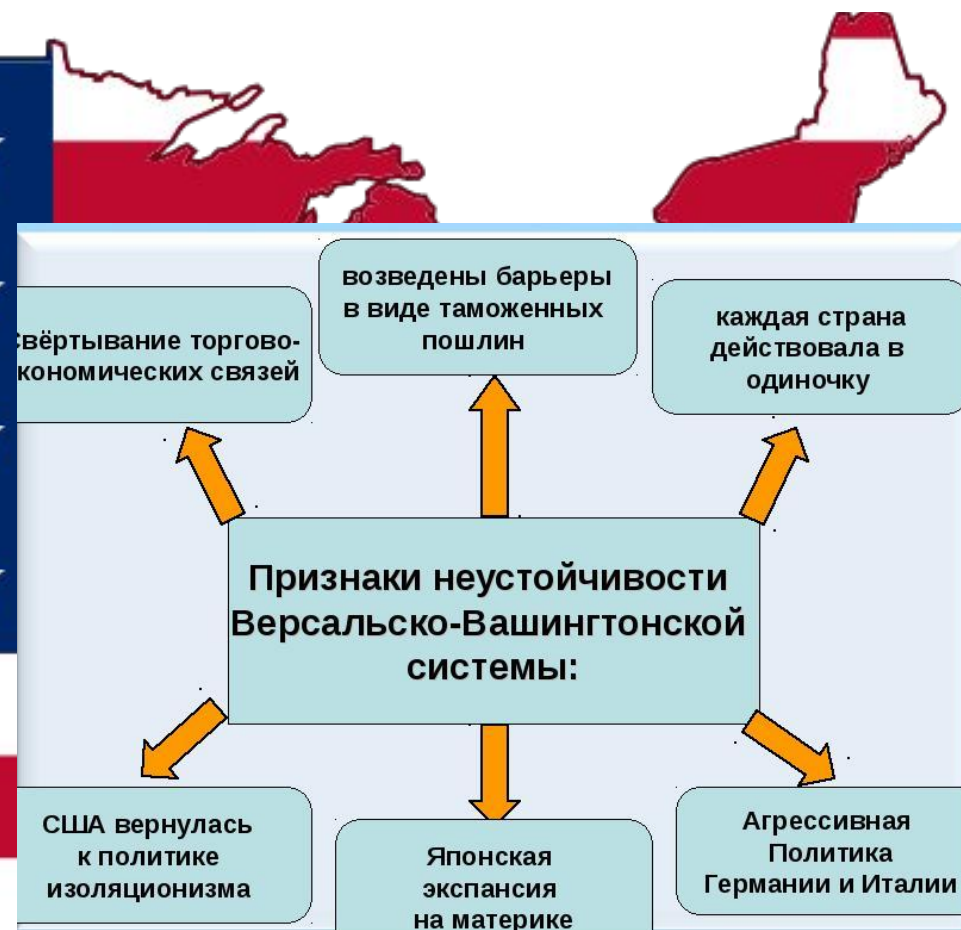 возведены барьеры
в виде таможенных
пошлин
вёртывание торгово-
кономических связей
каждая страна
действовала в
одиночку
Признаки неустойчивости
Версальско-Вашингтонской
системы:
США вернулась
к политике
изоляционизма
Японская
экспансия
на материке
Агрессивная
Политика
Германии и Италии